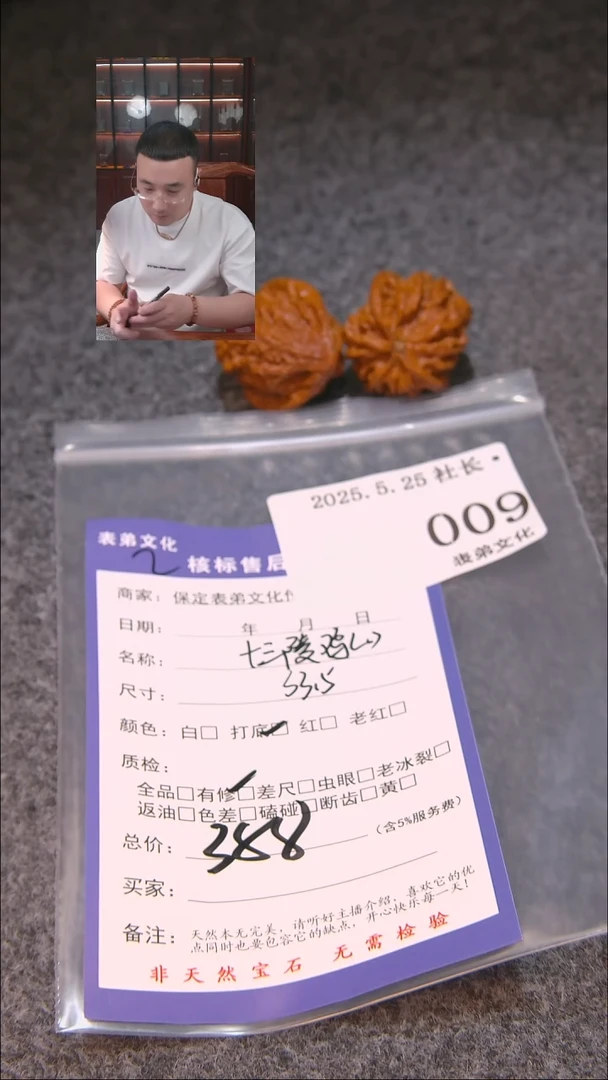 2025.5.25 社长
009
表弟文化
表弟文化
2
核标售后
商家: 保定表弟文化
日期: 年 月 日
名称: 十三陵鸡心
尺寸: 33.5
颜色: 白□ 打底□ 红□ 老红□
质检:
全品□有修□差尺□虫眼□老冰裂□
返油□色差□磕碰□断齿□黄□
总价: 388 (含5%服务费)
买家:
备注: 天然本无完美, 请听好主播介绍, 喜欢它的优
点同时也要包容它的缺点, 开心快乐每一天!
非天然宝石 无需检验